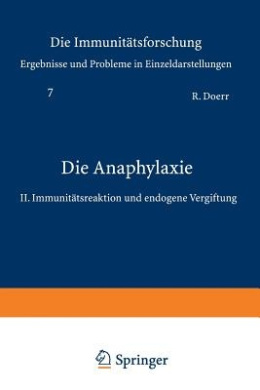 Die Immunitätsforschung
Ergebnisse und Probleme in Einzeldarstellungen
7
R. Doerr
Die Anaphylaxie
II. Immunitätsreaktion und endogene Vergiftung
Springer